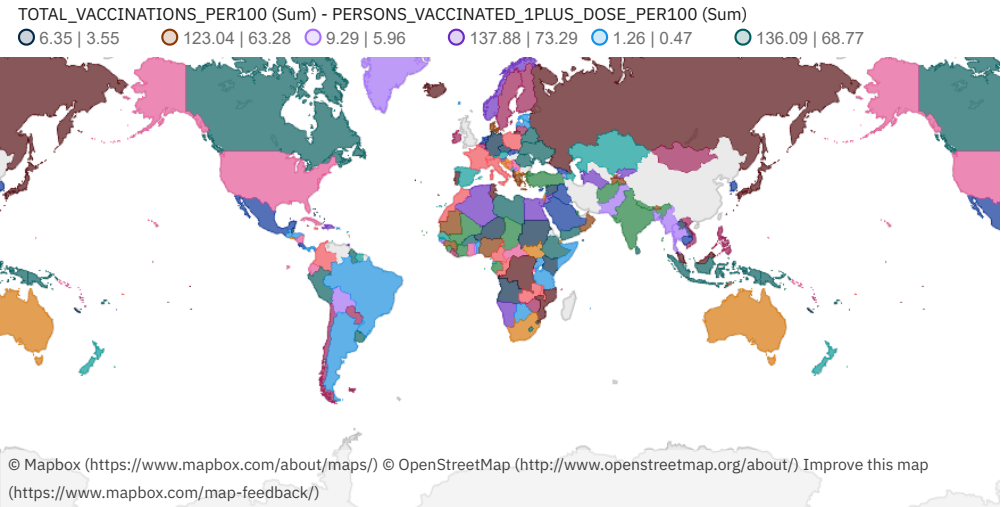 TOTAL_VACCINATIONS_PER100 (Sum) - PERSONS_VACCINATED_1PLUS_DOSE_PER100 (Sum)
6.35 | 3.55 123.04 | 63.28 9.29 | 5.96 137.88 | 73.29 1.26 | 0.47 136.09 | 68.77
© Mapbox (https://www.mapbox.com/about/maps/) © OpenStreetMap (http://www.openstreetmap.org/about/) Improve this map
(https://www.mapbox.com/map-feedback/)